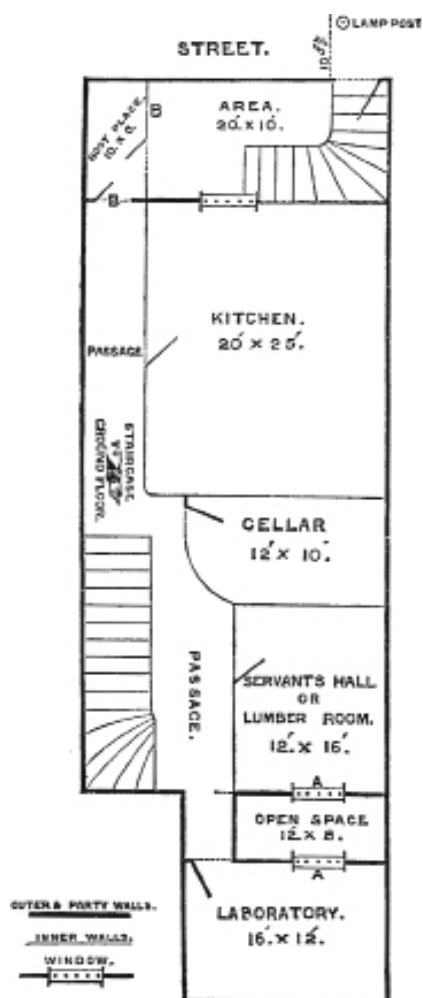 LAMP-POST
STREET.
AREA.
20' × 10'.
B
B
KITCHEN.
20' × 25'.
PASSAGE
STAIRCASE
GROUND FLOOR.
CELLAR
12' × 10'.
PASSAGE.
SERVANT'S HALL
OR
LUMBER ROOM.
12' × 16'.
A
OPEN SPACE
12' × 8.
A
OUTER & PARTY WALLS.
INNER WALLS.
WINDOW.
LABORATORY.
16' × 12'.